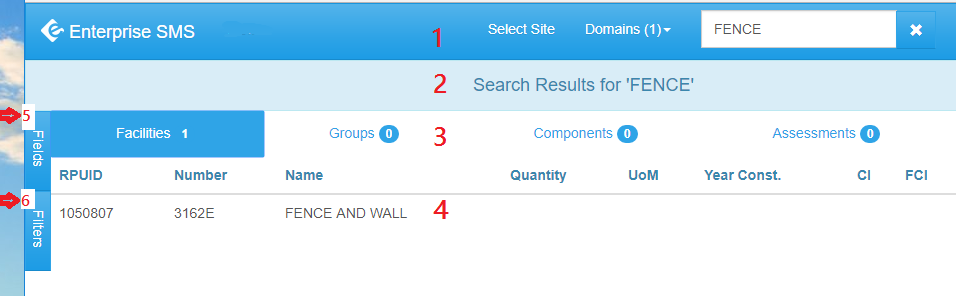 Enterprise SMS 1 Select Site Domains (1) FENCE
2 Search Results for 'FENCE'
5
Fields
Facilities 1 Groups 0 3 Components 0 Assessments 0
RPUID Number Name Quantity UoM Year Const. CI FCI
6
Filters
1050807 3162E FENCE AND WALL 4